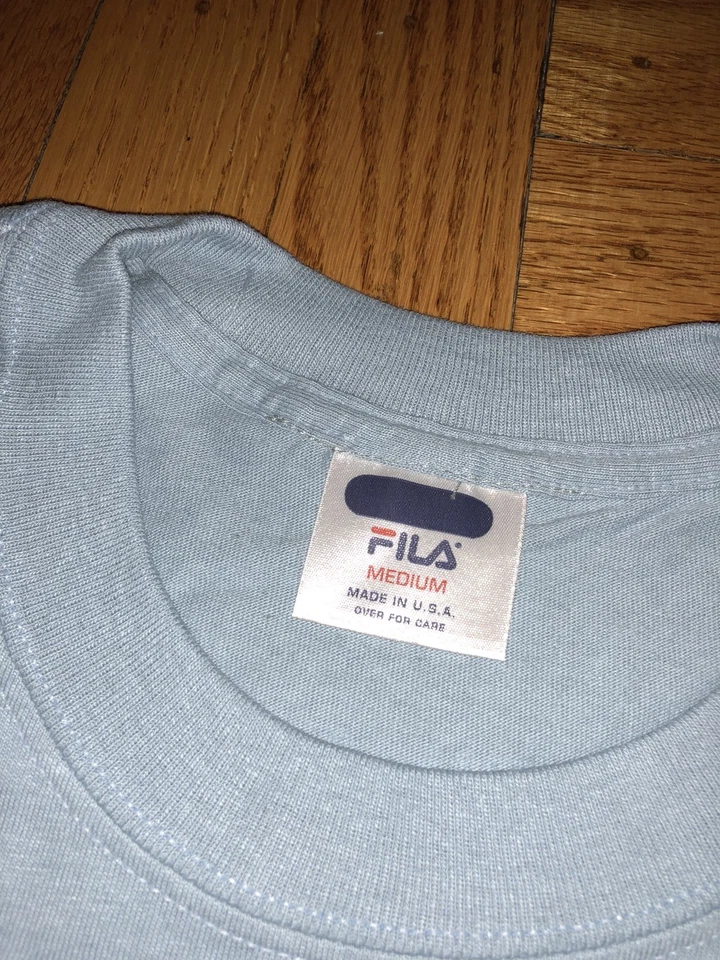 FILA
MEDIUM
MADE IN U.S.A.
OVER FOR CARE